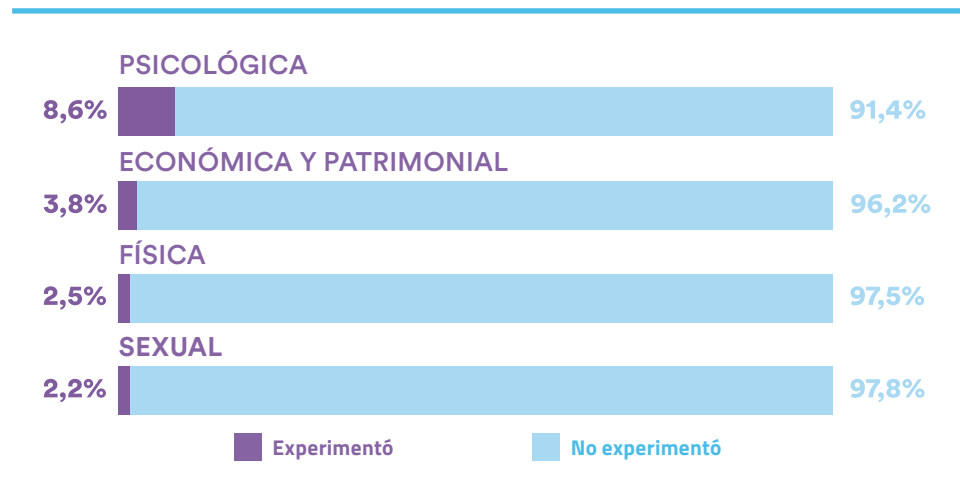 PSICOLÓGICA
8,6% 91,4%
ECONÓMICA Y PATRIMONIAL
3,8% 96,2%
FÍSICA
2,5% 97,5%
SEXUAL
2,2% 97,8%
Experimentó No experimentó